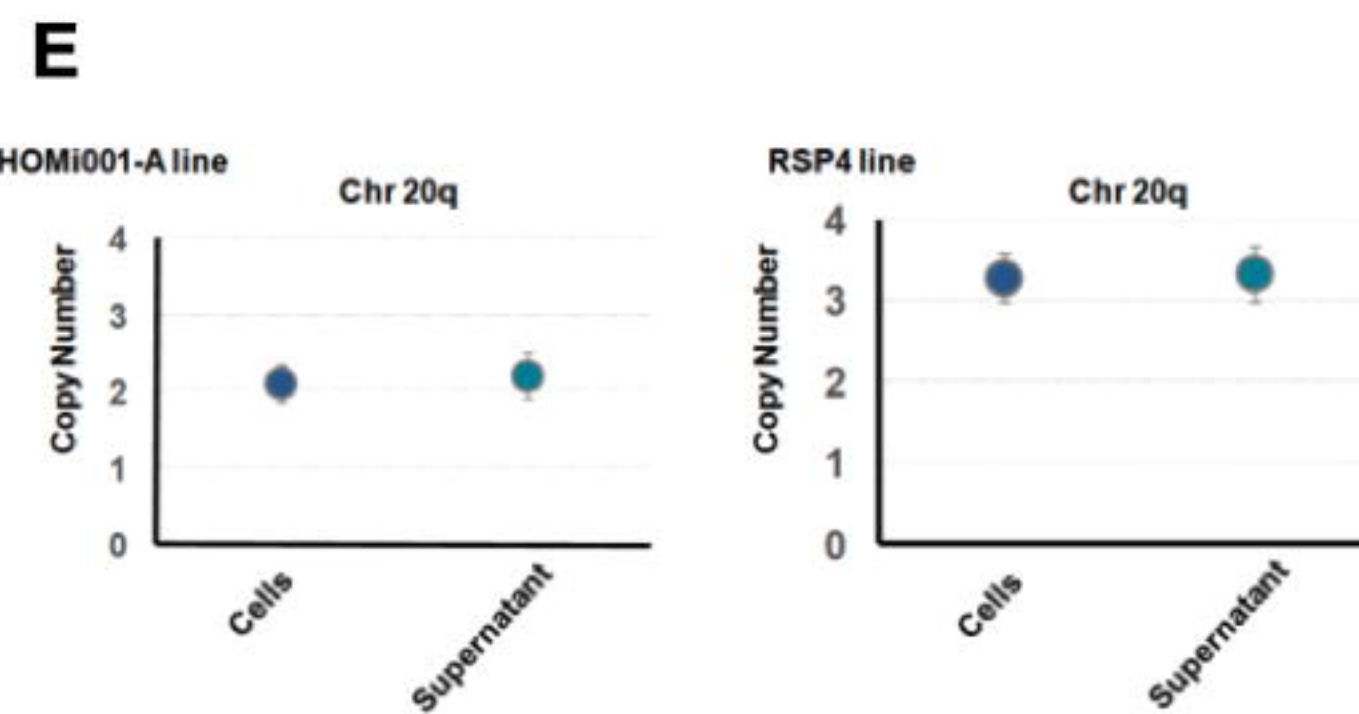 E
HOMi001-A line
Chr 20q
Copy Number
4
3
2
1
0
Cells
Supernatant
RSP4 line
Chr 20q
Copy Number
4
3
2
1
0
Cells
Supernatant